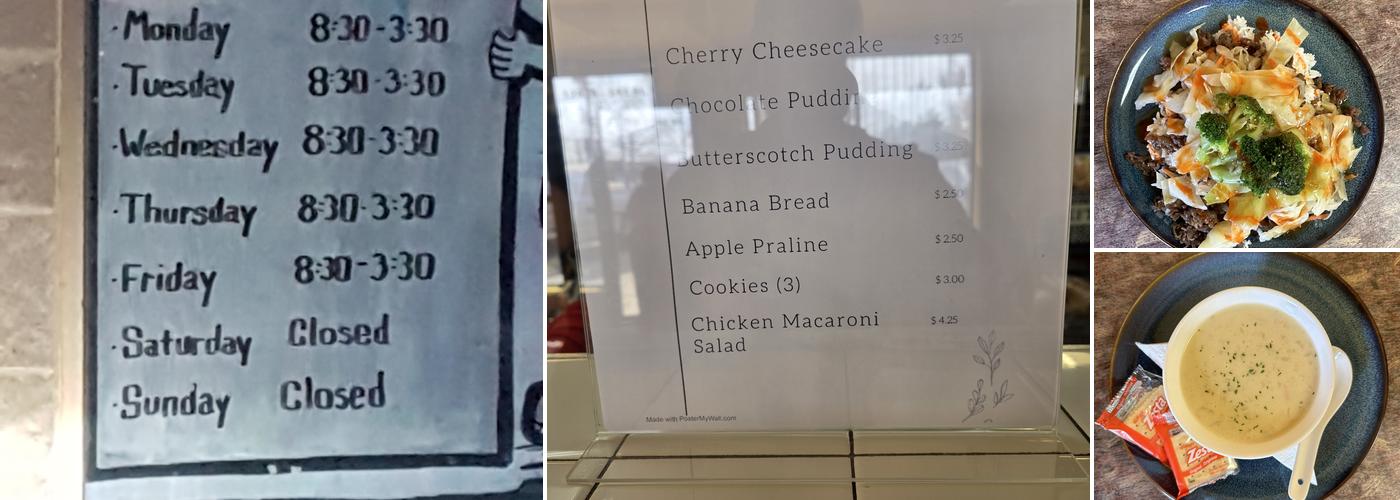 ·Monday 8:30-3:30
·Tuesday 8:30-3:30
·Wednesday 8:30-3:30
·Thursday 8:30-3:30
·Friday 8:30-3:30
·Saturday Closed
·Sunday Closed
Cherry Cheesecake $ 3.25
Chocolate Pudding
Butterscotch Pudding $ 3.25
Banana Bread $ 2.50
Apple Praline $ 2.50
Cookies (3) $ 3.00
Chicken Macaroni $ 4.25
Salad
Made with PosterMyWall.com
Zesta
Zesta